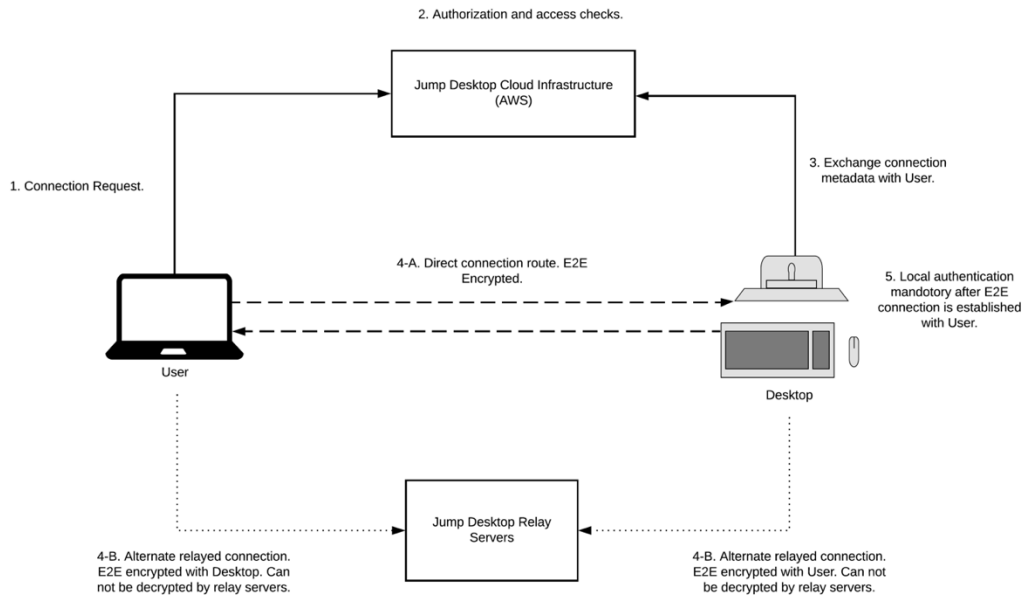 2. Authorization and access checks.
Jump Desktop Cloud Infrastructure
(AWS)
1. Connection Request.
3. Exchange connection
metadata with User.
4-A. Direct connection route. E2E
Encrypted.
5. Local authentication
mandotory after E2E
connection is established
with User.
User
Desktop
Jump Desktop Relay
Servers
4-B. Alternate relayed connection.
E2E encrypted with Desktop. Can
not be decrypted by relay servers.
4-B. Alternate relayed connection.
E2E encrypted with User. Can not
be decrypted by relay servers.